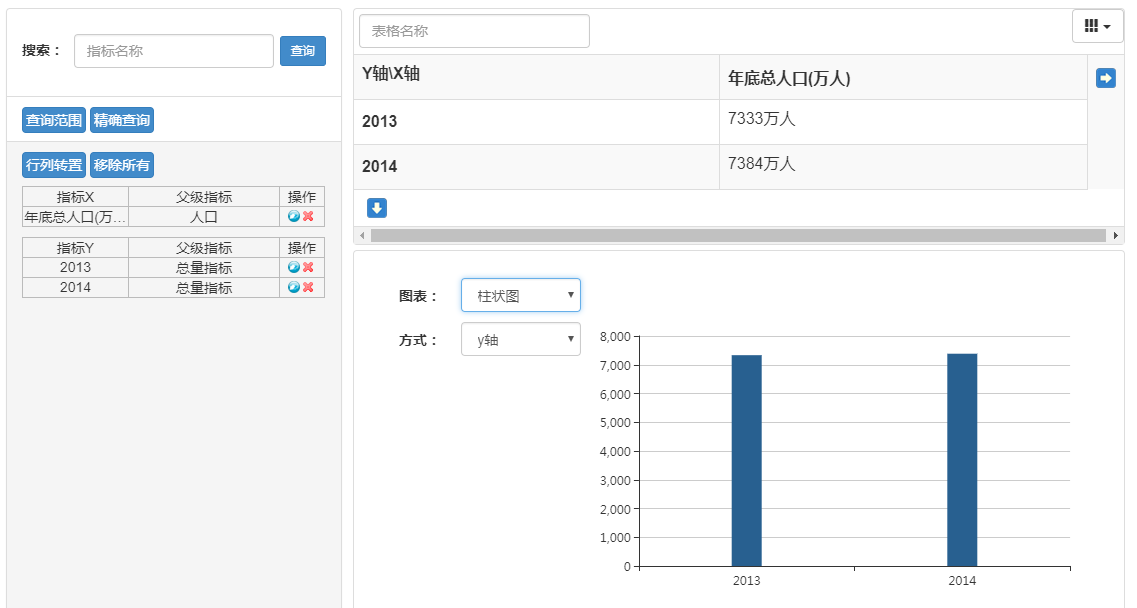 搜索： 指标名称 查询
查询范围 精确查询
行列转置 移除所有
指标X 父级指标 操作
年底总人口(万... 人口
指标Y 父级指标 操作
2013 总量指标
2014 总量指标
表格名称
Y轴\X轴 年底总人口(万人)
2013 7333万人
2014 7384万人
图表： 柱状图
方式： y轴
8,000
7,000
6,000
5,000
4,000
3,000
2,000
1,000
0
2013 2014